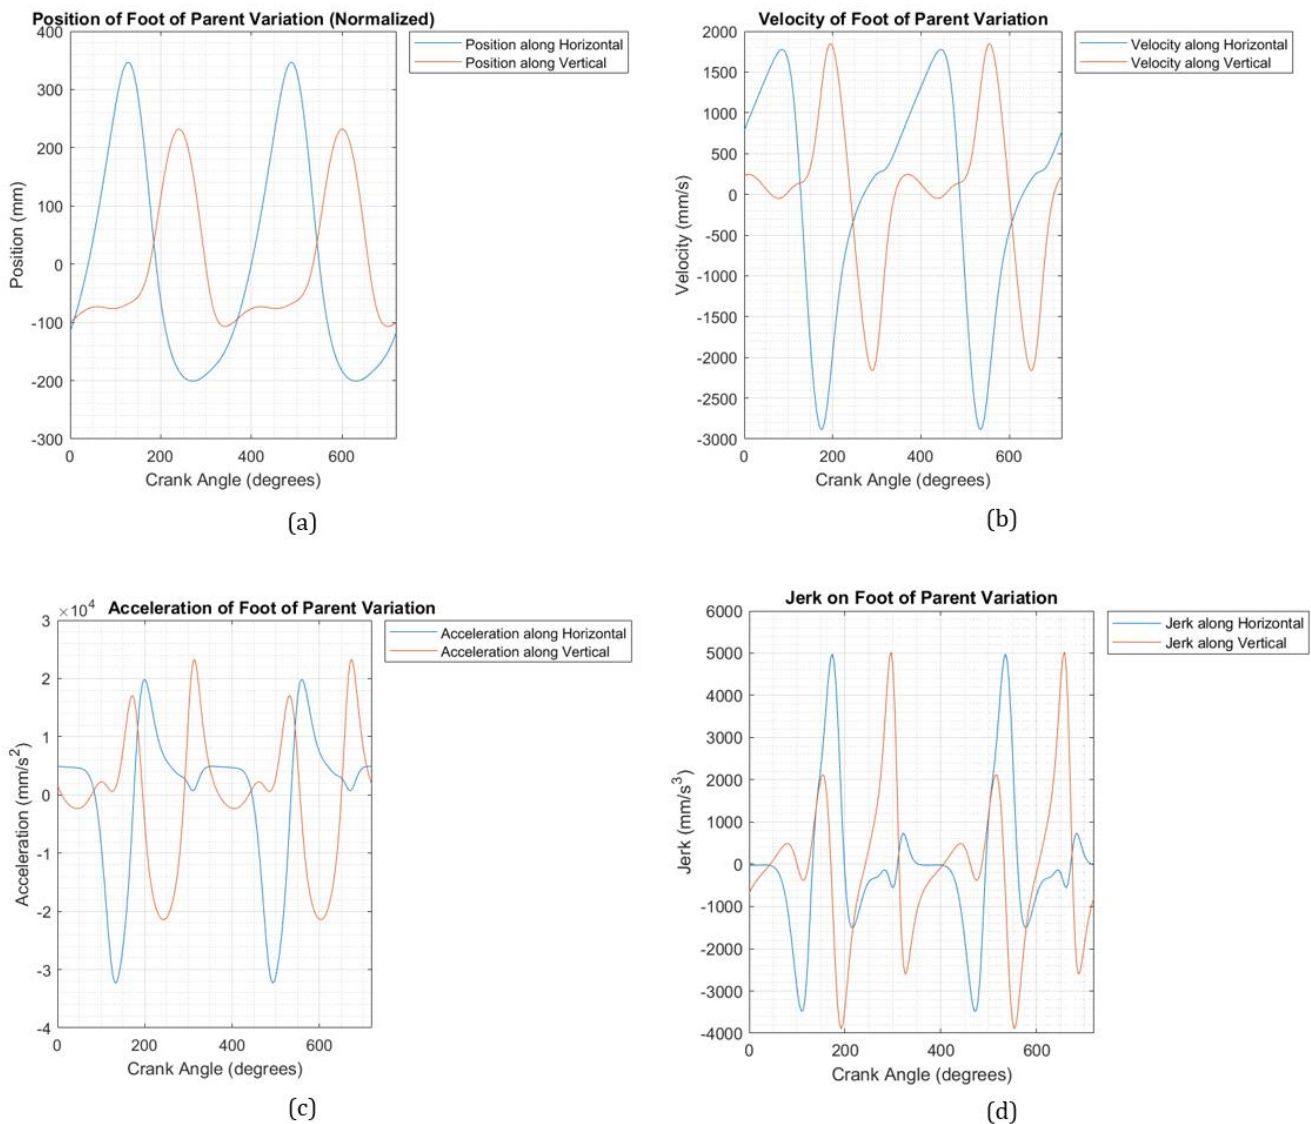 Position of Foot of Parent Variation (Normalized)
400
300
200
100
0
-100
-200
-300
Position (mm)
0
200
400
600
Crank Angle (degrees)
Position along Horizontal
Position along Vertical
(a)
Velocity of Foot of Parent Variation
2000
1500
1000
500
0
-500
-1000
-1500
-2000
-2500
-3000
Velocity (mm/s)
0
200
400
600
Crank Angle (degrees)
Velocity along Horizontal
Velocity along Vertical
(b)
×10⁴
Acceleration of Foot of Parent Variation
3
2
1
0
-1
-2
-3
-4
Acceleration (mm/s²)
0
200
400
600
Crank Angle (degrees)
Acceleration along Horizontal
Acceleration along Vertical
(c)
Jerk on Foot of Parent Variation
6000
5000
4000
3000
2000
1000
0
-1000
-2000
-3000
-4000
Jerk (mm/s³)
0
200
400
600
Crank Angle (degrees)
Jerk along Horizontal
Jerk along Vertical
(d)